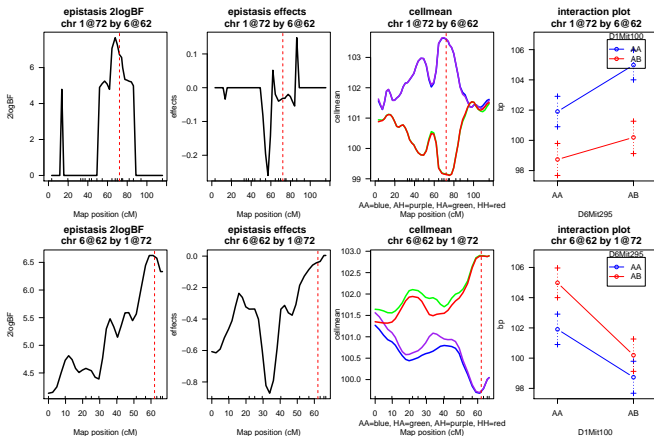 epistasis 2logBF
chr 1@72 by 6@62
2logBF
0 2 4 6
0 20 40 60 80 100
Map position (cM)
epistasis effects
chr 1@72 by 6@62
effects
-0.2 -0.1 0.0 0.1
0 20 40 60 80 100
Map position (cM)
cellmean
chr 1@72 by 6@62
cellmean
99 100 101 102 103
0 20 40 60 80 100
Map position (cM)
AA=blue, AH=purple, HA=green, HH=red
interaction plot
chr 1@72 by 6@62
D1Mit100
AA
AB
bp
98 100 102 104 106
AA AB
D6Mit295
epistasis 2logBF
chr 6@62 by 1@72
2logBF
4.5 5.0 5.5 6.0 6.5
0 10 20 30 40 50 60
Map position (cM)
epistasis effects
chr 6@62 by 1@72
effects
-0.8 -0.6 -0.4 -0.2 0.0
0 10 20 30 40 50 60
Map position (cM)
cellmean
chr 6@62 by 1@72
cellmean
100.0 100.5 101.0 101.5 102.0 102.5 103.0
0 10 20 30 40 50 60
Map position (cM)
AA=blue, HA=green, AH=purple, HH=red
interaction plot
chr 6@62 by 1@72
D6Mit295
AA
AB
bp
98 100 102 104 106
AA AB
D1Mit100